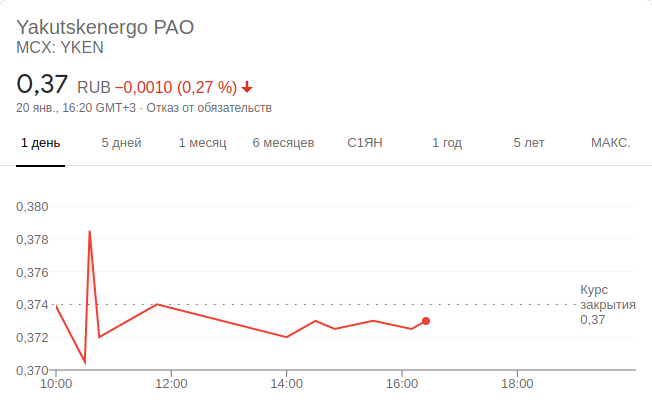 Yakutskenergo PAO
MCX: YKEN
0,37 RUB −0,0010 (0,27 %)
20 янв., 16:20 GMT+3 · Отказ от обязательств
1 день 5 дней 1 месяц 6 месяцев С1ЯН 1 год 5 лет МАКС.
0,380
0,378
0,376
0,374
0,372
0,370
Курс
закрытия
0,37
10:00 12:00 14:00 16:00 18:00